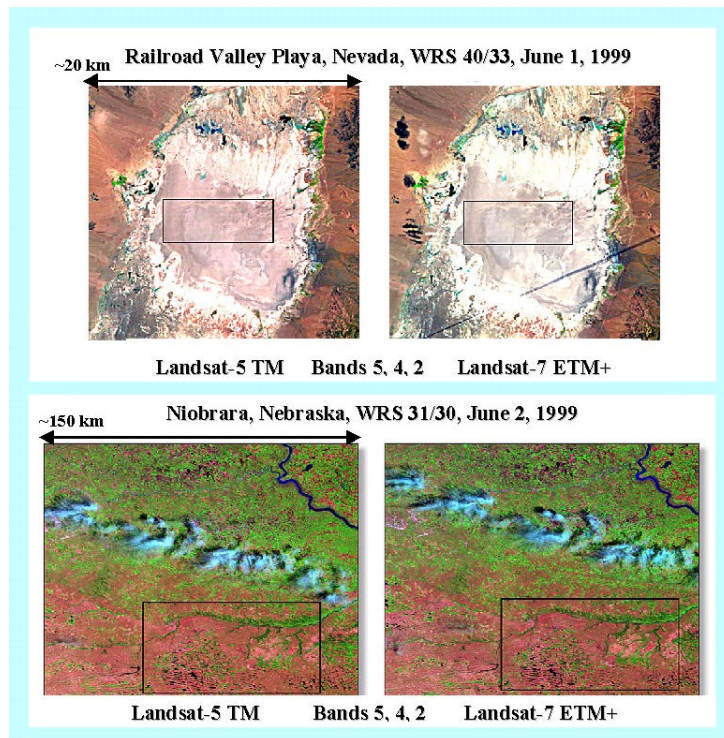 Railroad Valley Playa, Nevada, WRS 40/33, June 1, 1999
~20 km
Landsat-5 TM Bands 5, 4, 2 Landsat-7 ETM+
Niobrara, Nebraska, WRS 31/30, June 2, 1999
~150 km
Landsat-5 TM Bands 5, 4, 2 Landsat-7 ETM+